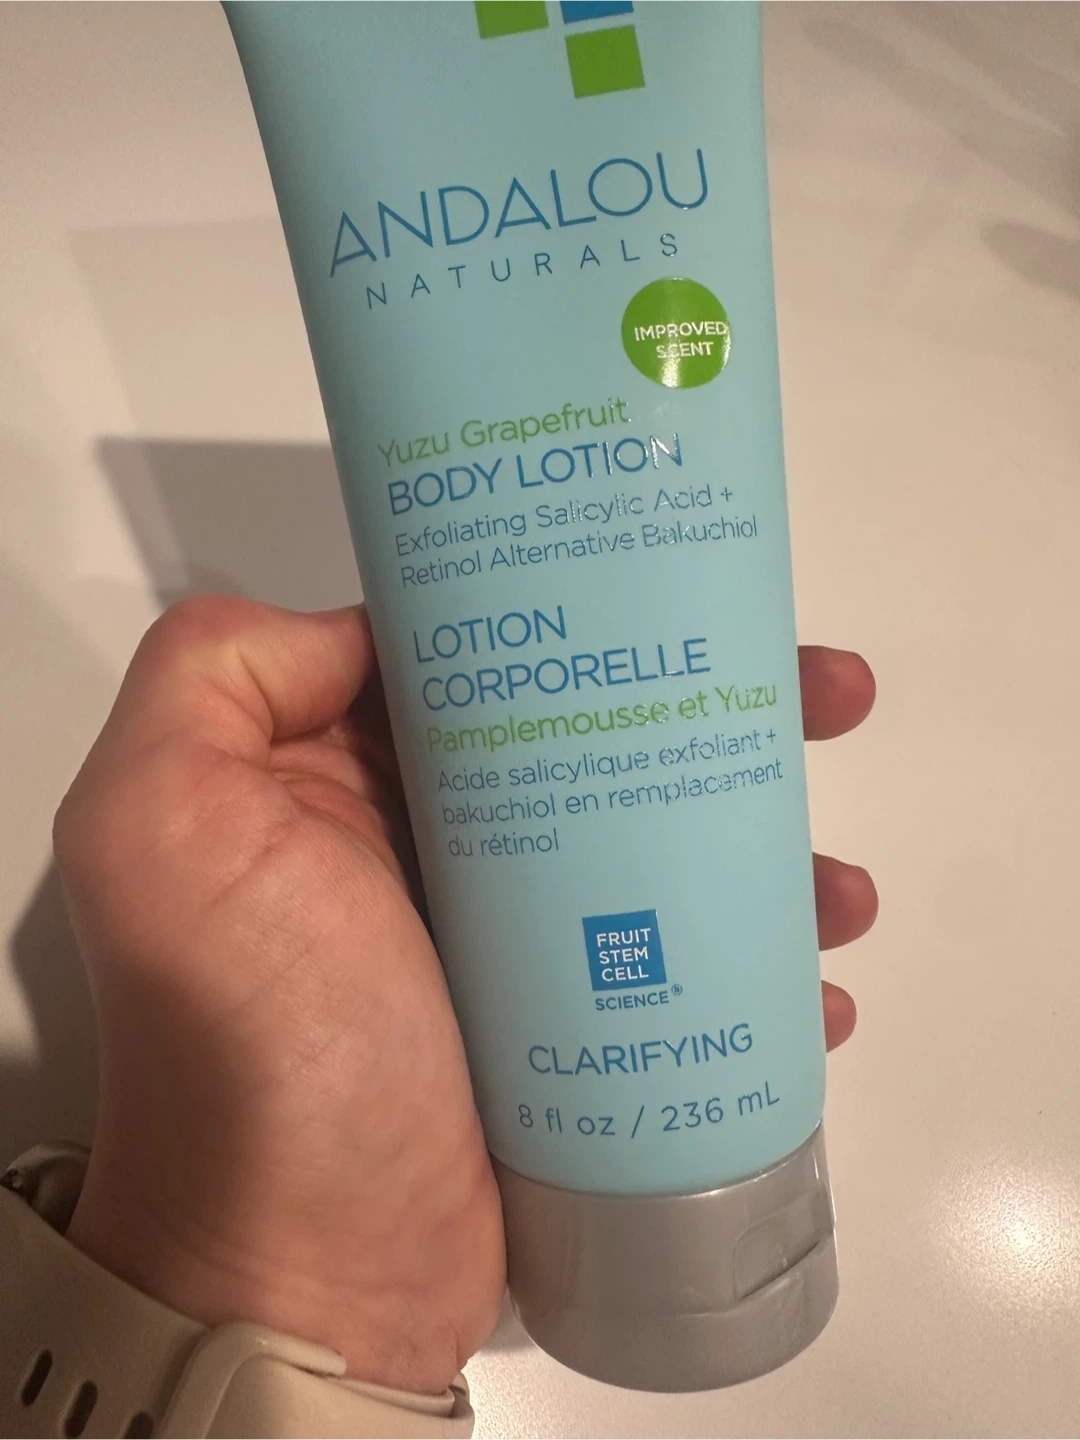 ANDALOU
NATURALS
IMPROVED
SCENT
Yuzu Grapefruit
BODY LOTION
Exfoliating Salicylic Acid +
Retinol Alternative Bakuchiol
LOTION
CORPORELLE
Pamplemousse et Yuzu
Acide salicylique exfoliant +
bakuchiol en remplacement
du rétinol
FRUIT
STEM
CELL
SCIENCE®
CLARIFYING
8 fl oz / 236 mL